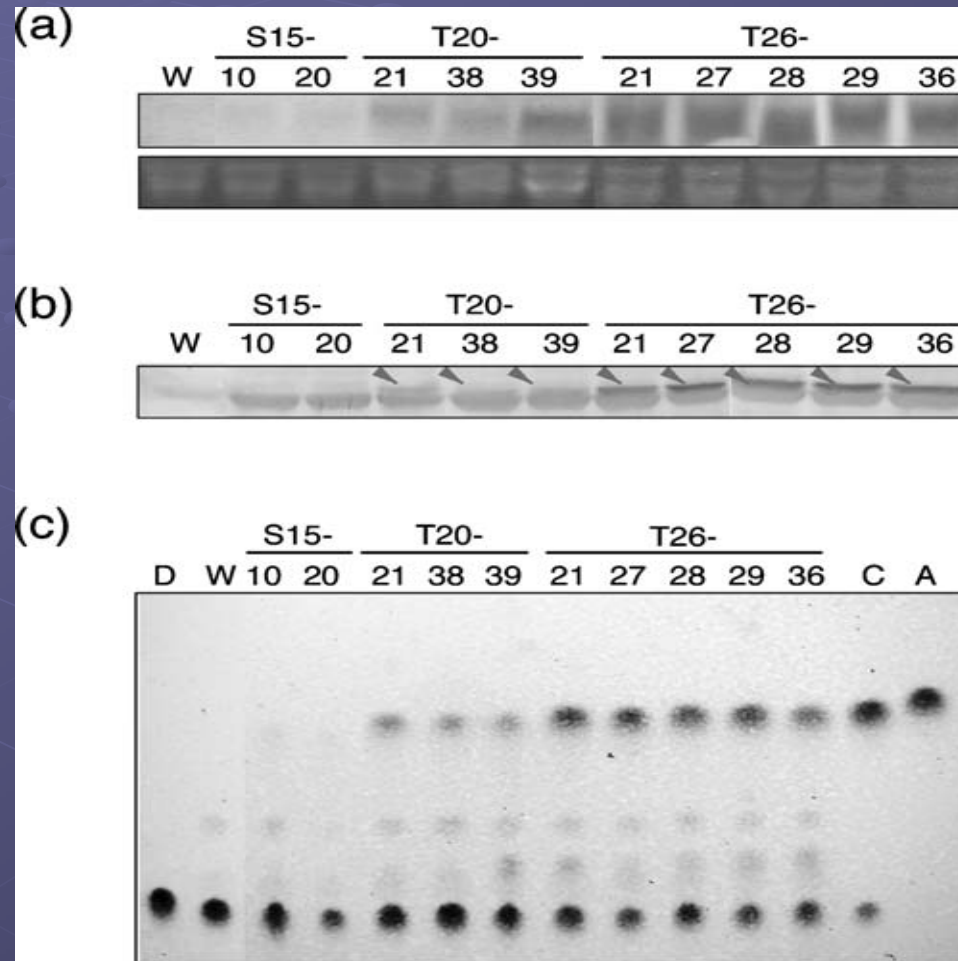 (a)
S15- T20- T26-
W 10 20 21 38 39 21 27 28 29 36
(b)
S15- T20- T26-
W 10 20 21 38 39 21 27 28 29 36
(c)
S15- T20- T26-
D W 10 20 21 38 39 21 27 28 29 36 C A